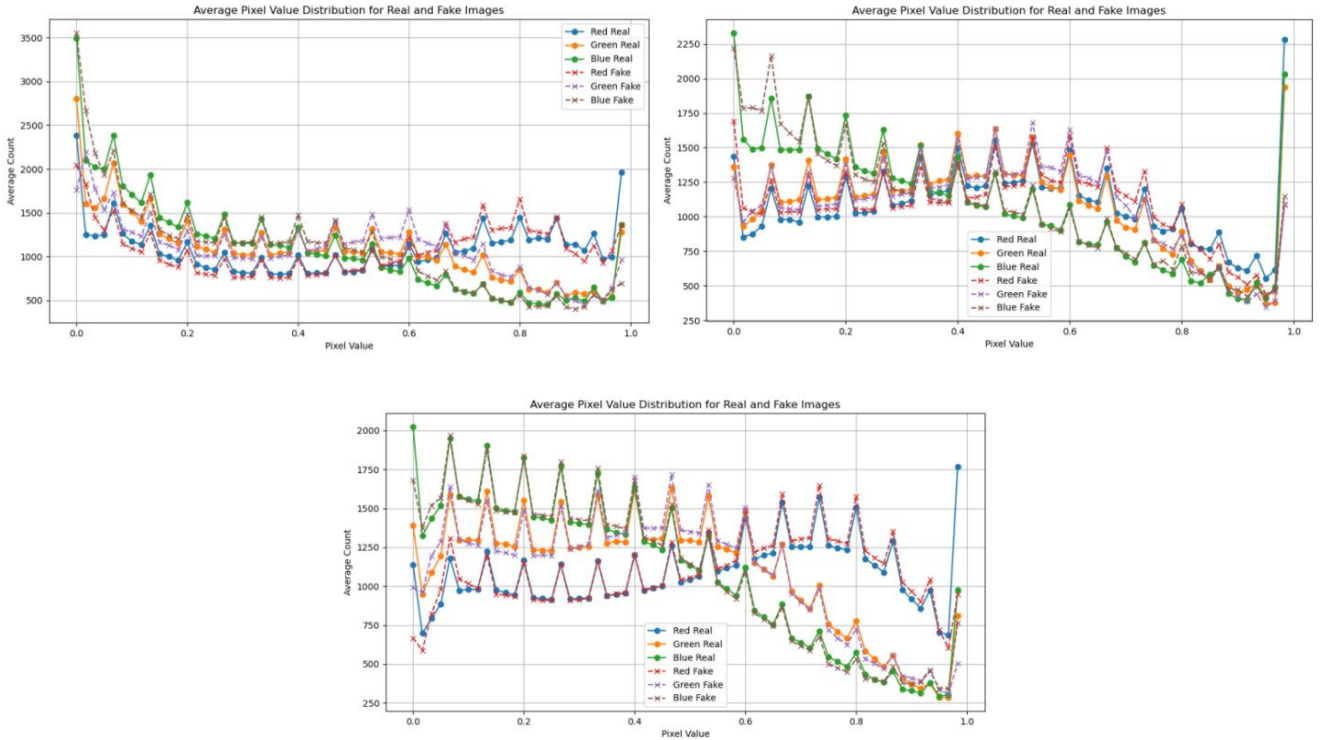 Average Pixel Value Distribution for Real and Fake Images
3500
3000
2500
2000
1500
1000
500
Average Count
0.0 0.2 0.4 0.6 0.8 1.0
Pixel Value
Red Real
Green Real
Blue Real
Red Fake
Green Fake
Blue Fake
Average Pixel Value Distribution for Real and Fake Images
2250
2000
1750
1500
1250
1000
750
500
250
Average Count
0.0 0.2 0.4 0.6 0.8 1.0
Pixel Value
Red Real
Green Real
Blue Real
Red Fake
Green Fake
Blue Fake
Average Pixel Value Distribution for Real and Fake Images
2000
1750
1500
1250
1000
750
500
250
Average Count
0.0 0.2 0.4 0.6 0.8 1.0
Pixel Value
Red Real
Green Real
Blue Real
Red Fake
Green Fake
Blue Fake